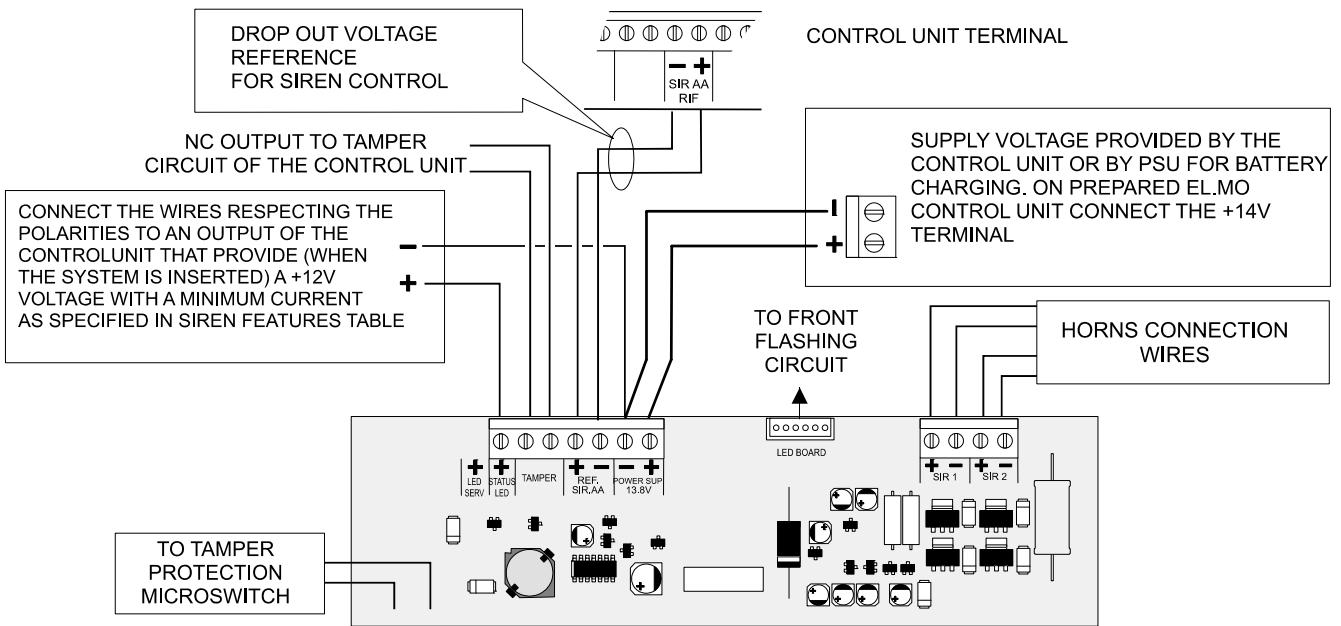 DROP OUT VOLTAGE
REFERENCE
FOR SIREN CONTROL
CONTROL UNIT TERMINAL
− +
SIR AA
RIF
NC OUTPUT TO TAMPER
CIRCUIT OF THE CONTROL UNIT
SUPPLY VOLTAGE PROVIDED BY THE
CONTROL UNIT OR BY PSU FOR BATTERY
CHARGING. ON PREPARED EL.MO
CONTROL UNIT CONNECT THE +14V
TERMINAL
−
+
CONNECT THE WIRES RESPECTING THE
POLARITIES TO AN OUTPUT OF THE
CONTROLUNIT THAT PROVIDE (WHEN
THE SYSTEM IS INSERTED) A +12V
VOLTAGE WITH A MINIMUM CURRENT
AS SPECIFIED IN SIREN FEATURES TABLE
−
+
TO FRONT
FLASHING
CIRCUIT
HORNS CONNECTION
WIRES
LED BOARD
+
LED
SERV
+
STATUS
LED
TAMPER
+ −
REF.
SIR.AA
− +
POWER SUP
13.8V
+ −
SIR 1
+ −
SIR 2
TO TAMPER
PROTECTION
MICROSWITCH